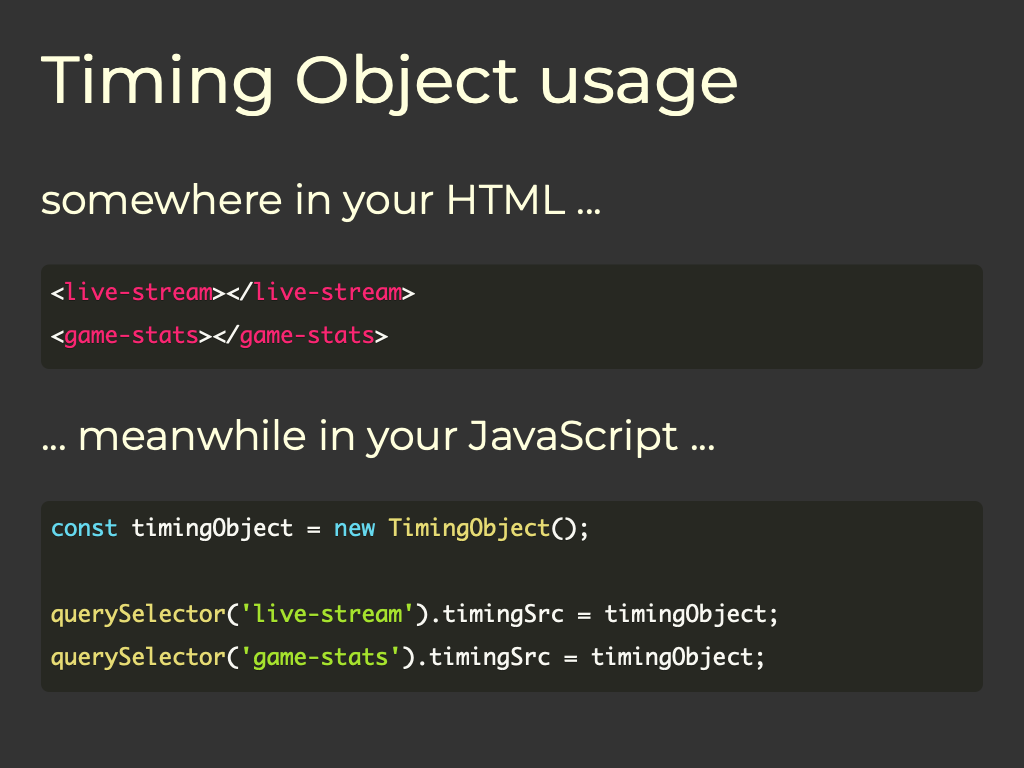 Timing Object usage
somewhere in your HTML ...
<live-stream></live-stream>
<game-stats></game-stats>
... meanwhile in your JavaScript ...
const timingObject = new TimingObject();
querySelector('live-stream').timingSrc = timingObject;
querySelector('game-stats').timingSrc = timingObject;